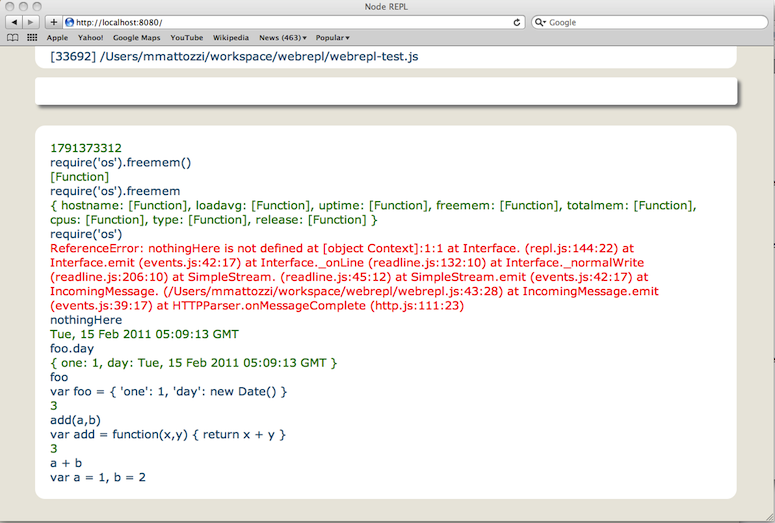 Node REPL
http://localhost:8080/
Google
Apple Yahoo! Google Maps YouTube Wikipedia News (463) Popular
[33692] /Users/mmattozzi/workspace/webrepl/webrepl-test.js
1791373312
require('os').freemem()
[Function]
require('os').freemem
{ hostname: [Function], loadavg: [Function], uptime: [Function], freemem: [Function], totalmem: [Function],
cpus: [Function], type: [Function], release: [Function] }
require('os')
ReferenceError: nothingHere is not defined at [object Context]:1:1 at Interface. (repl.js:144:22) at
Interface.emit (events.js:42:17) at Interface._onLine (readline.js:132:10) at Interface._normalWrite
(readline.js:206:10) at SimpleStream. (readline.js:45:12) at SimpleStream.emit (events.js:42:17) at
IncomingMessage. (/Users/mmattozzi/workspace/webrepl/webrepl.js:43:28) at IncomingMessage.emit
(events.js:39:17) at HTTPParser.onMessageComplete (http.js:111:23)
nothingHere
Tue, 15 Feb 2011 05:09:13 GMT
foo.day
{ one: 1, day: Tue, 15 Feb 2011 05:09:13 GMT }
foo
var foo = { 'one': 1, 'day': new Date() }
3
add(a,b)
var add = function(x,y) { return x + y }
3
a + b
var a = 1, b = 2